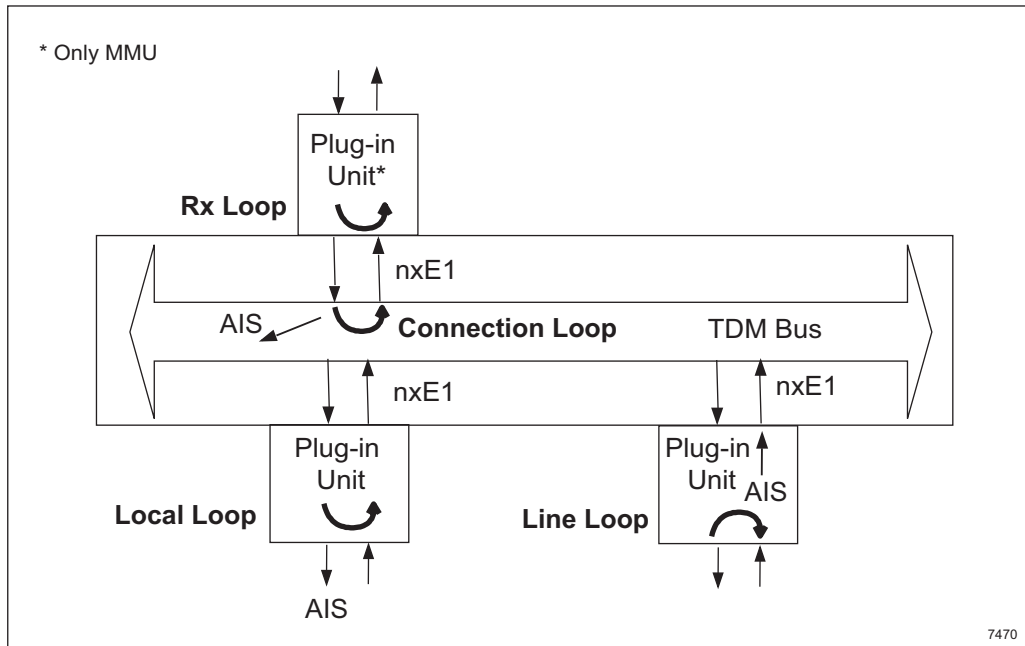 * Only MMU
Plug-in
Unit*
Rx Loop
nxE1
AIS
Connection Loop
TDM Bus
nxE1
nxE1
Plug-in
Unit
Local Loop
AIS
Plug-in
Unit
AIS
Line Loop
7470